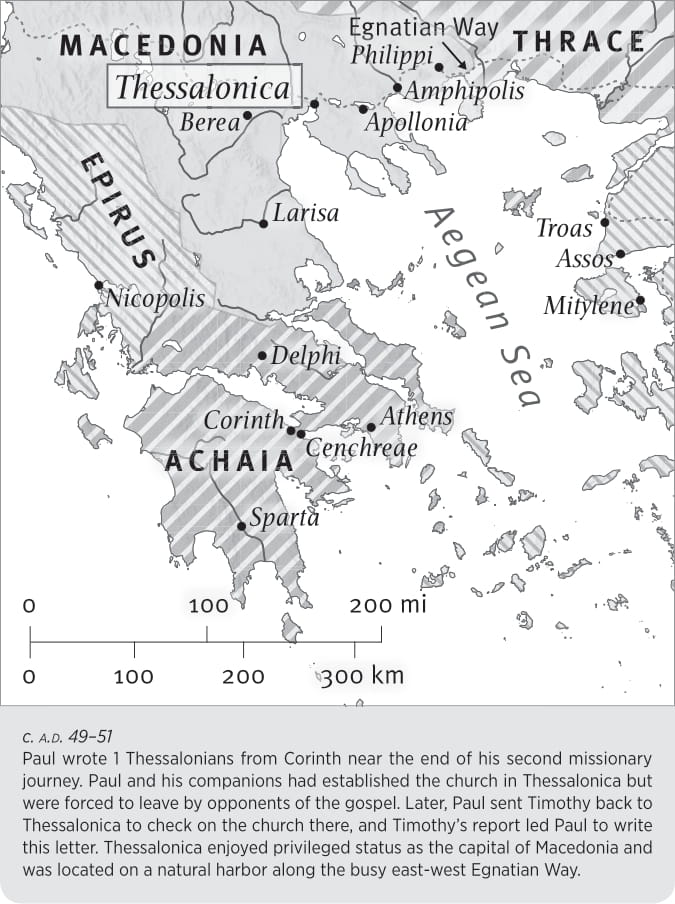 Egnatian Way
MACEDONIA
THRACE
Philippi
Thessalonica
Amphipolis
Berea
Apollonia
EPIRUS
Larisa
Aegean Sea
Troas
Assos
Nicopolis
Mitylene
Delphi
Corinth
Athens
Cenchreae
ACHAIA
Sparta
0 100 200 mi
0 100 200 300 km
C. A.D. 49–51
Paul wrote 1 Thessalonians from Corinth near the end of his second missionary
journey. Paul and his companions had established the church in Thessalonica but
were forced to leave by opponents of the gospel. Later, Paul sent Timothy back to
Thessalonica to check on the church there, and Timothy’s report led Paul to write
this letter. Thessalonica enjoyed privileged status as the capital of Macedonia and
was located on a natural harbor along the busy east-west Egnatian Way.